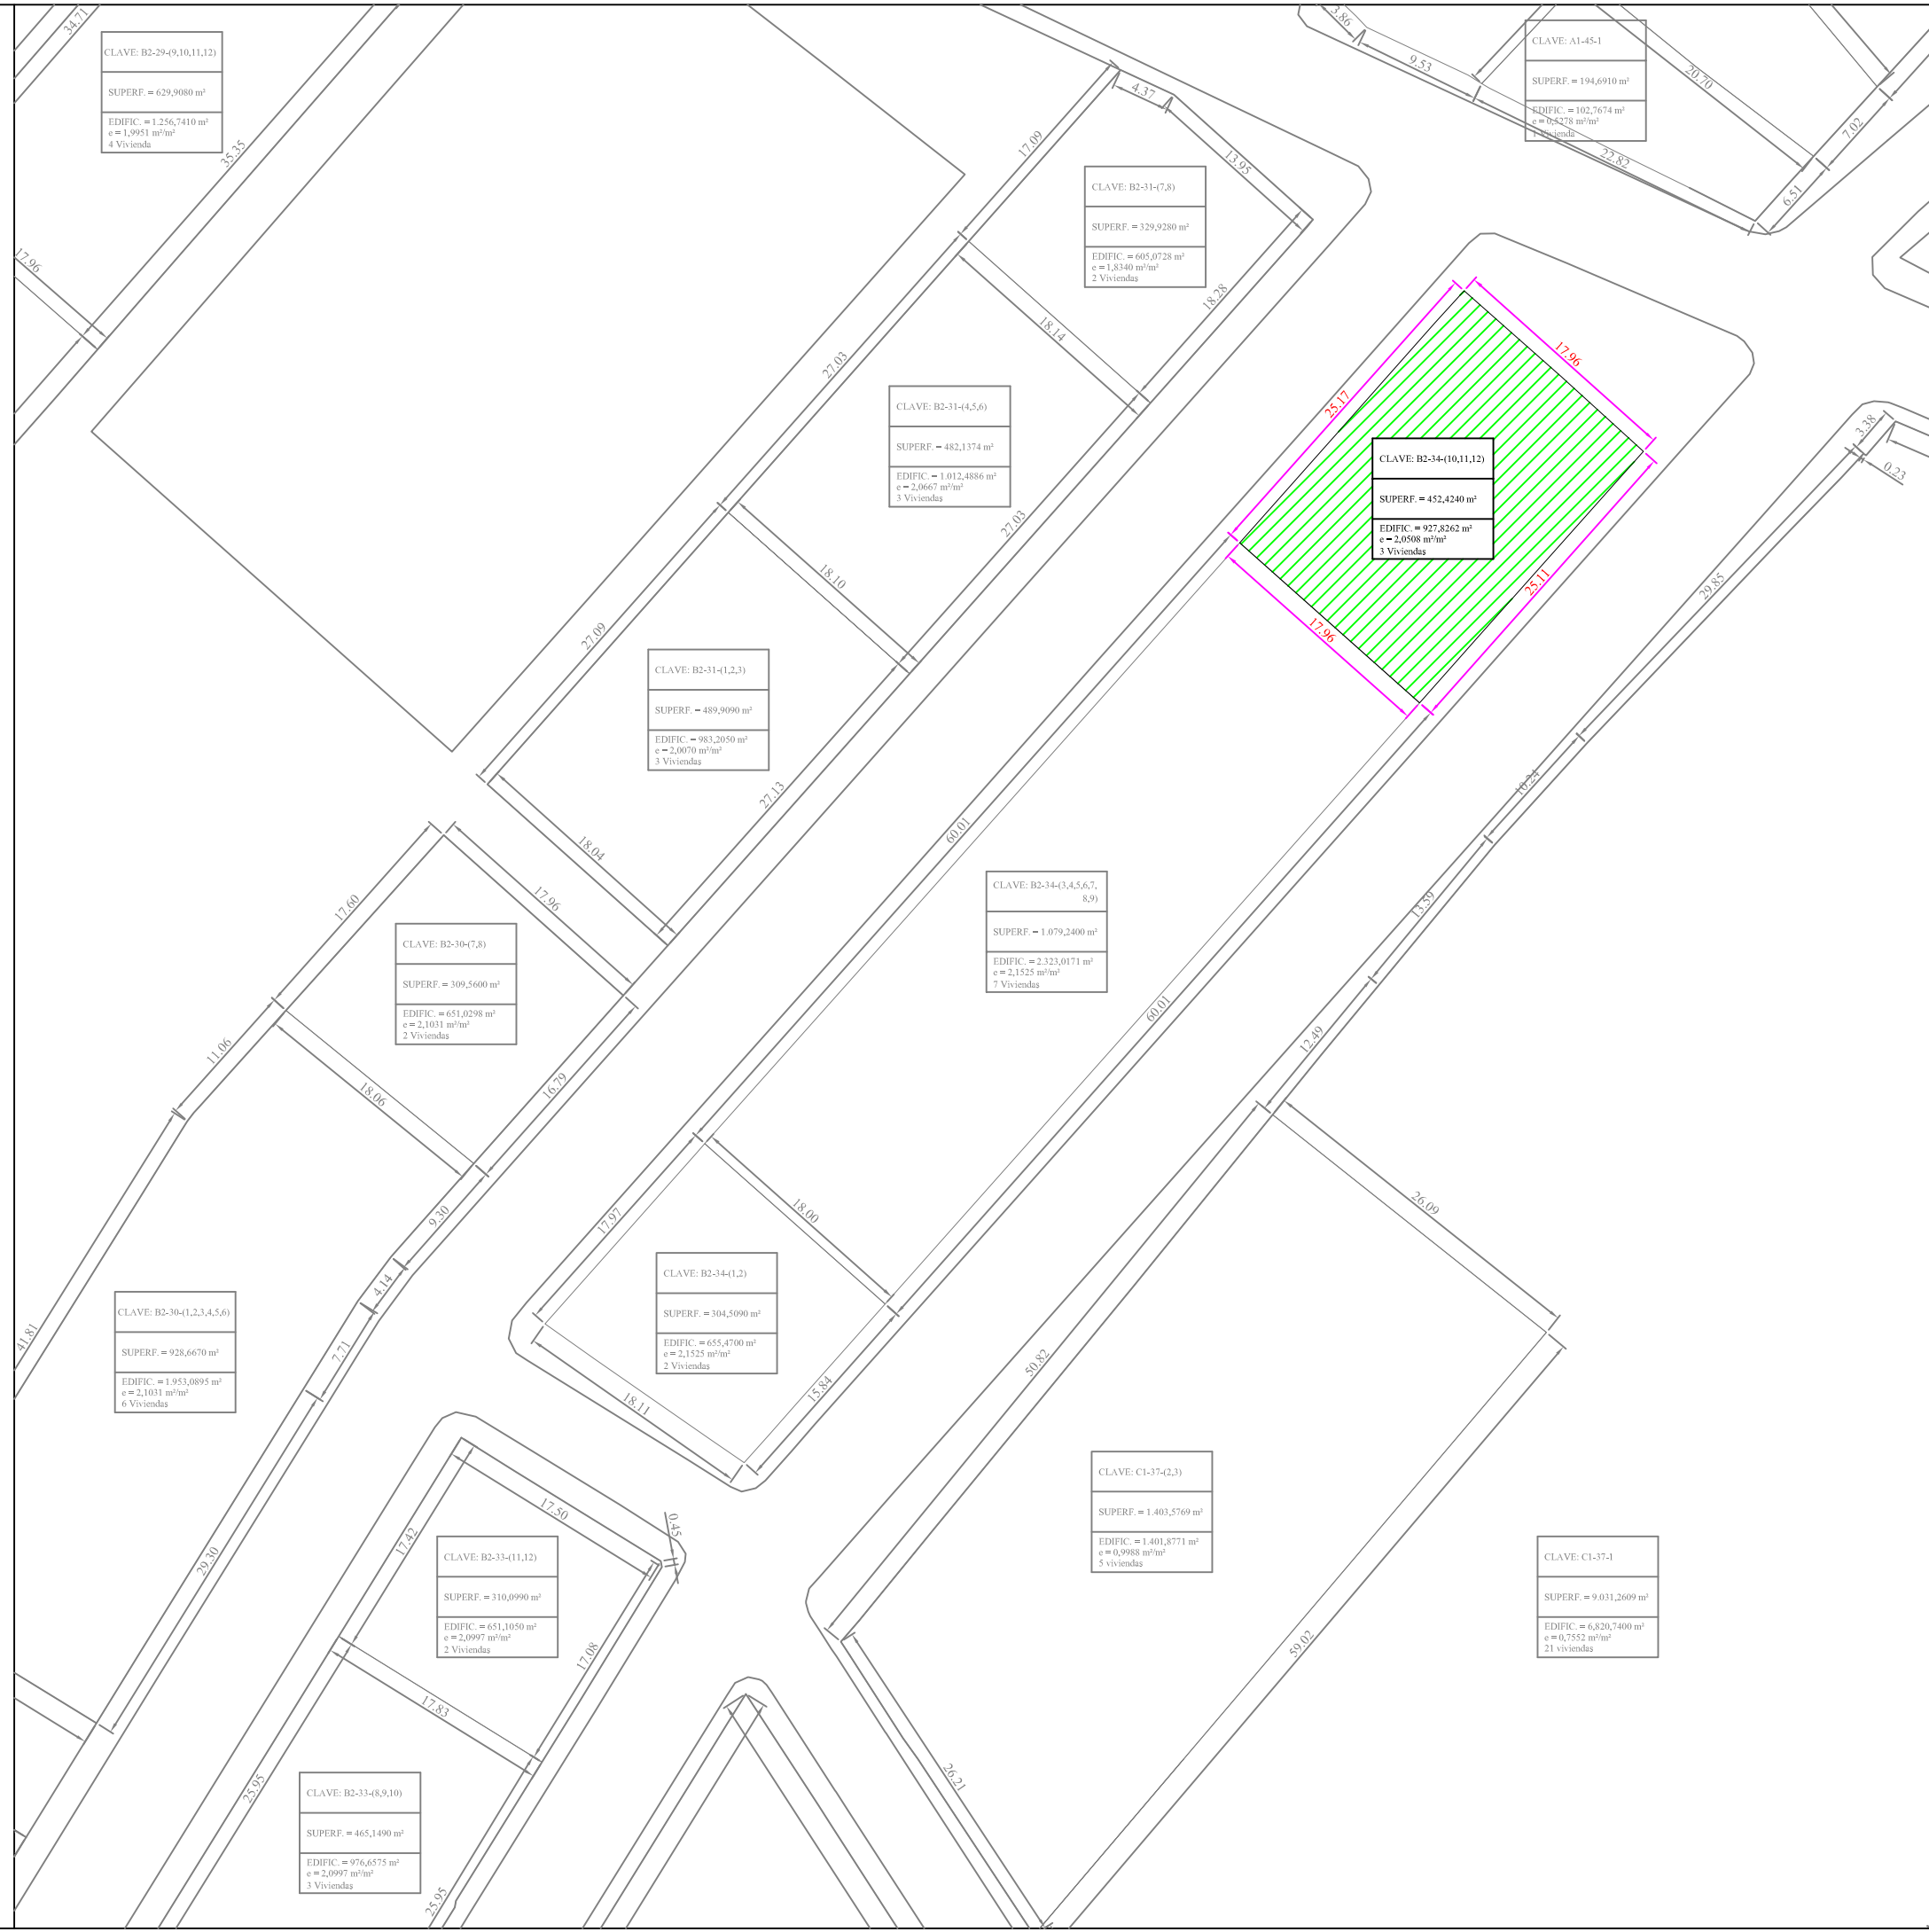 34.71
CLAVE: B2-29-(9,10,11,12)
SUPERF. = 629,9080 m²
EDIFIC. = 1.256,7410 m²
e = 1,9951 m²/m²
4 Vivienda
35.35
17.96
3.86
9.53
CLAVE: A1-45-1
SUPERF. = 194,6910 m²
EDIFIC. = 102,7674 m²
e = 0,5278 m²/m²
1 Vivienda
20.70
7.02
22.82
6.51
4.37
17.09
13.95
CLAVE: B2-31-(7,8)
SUPERF. = 329,9280 m²
EDIFIC. = 605,0728 m²
e = 1,8340 m²/m²
2 Viviendas
18.28
18.14
27.03
CLAVE: B2-31-(4,5,6)
SUPERF. = 482,1374 m²
EDIFIC. = 1.012,4886 m²
e = 2,0667 m²/m²
3 Viviendas
27.03
17.96
25.17
CLAVE: B2-34-(10,11,12)
SUPERF. = 452,4240 m²
EDIFIC. = 927,8262 m²
e = 2,0508 m²/m²
3 Viviendas
25.11
17.96
3.38
0.23
29.85
18.10
27.09
CLAVE: B2-31-(1,2,3)
SUPERF. = 489,9090 m²
EDIFIC. = 983,2050 m²
e = 2,0070 m²/m²
3 Viviendas
27.13
18.04
10.24
60.01
13.59
CLAVE: B2-34-(3,4,5,6,7,
8,9)
SUPERF. = 1.079,2400 m²
EDIFIC. = 2.323,0171 m²
e = 2,1525 m²/m²
7 Viviendas
60.01
12.49
17.60
17.96
CLAVE: B2-30-(7,8)
SUPERF. = 309,5600 m²
EDIFIC. = 651,0298 m²
e = 2,1031 m²/m²
2 Viviendas
11.06
18.06
16.79
9.30
4.14
7.71
41.81
CLAVE: B2-30-(1,2,3,4,5,6)
SUPERF. = 928,6670 m²
EDIFIC. = 1.953,0895 m²
e = 2,1031 m²/m²
6 Viviendas
29.30
17.97
18.00
CLAVE: B2-34-(1,2)
SUPERF. = 304,5090 m²
EDIFIC. = 655,4700 m²
e = 2,1525 m²/m²
2 Viviendas
15.84
18.11
26.09
50.82
CLAVE: C1-37-(2,3)
SUPERF. = 1.403,5769 m²
EDIFIC. = 1.401,8771 m²
e = 0,9988 m²/m²
5 viviendas
59.02
26.21
CLAVE: C1-37-1
SUPERF. = 9.031,2609 m²
EDIFIC. = 6,820,7400 m²
e = 0,7552 m²/m²
21 viviendas
17.50
0.45
17.42
CLAVE: B2-33-(11,12)
SUPERF. = 310,0990 m²
EDIFIC. = 651,1050 m²
e = 2,0997 m²/m²
2 Viviendas
17.08
17.83
25.95
CLAVE: B2-33-(8,9,10)
SUPERF. = 465,1490 m²
EDIFIC. = 976,6575 m²
e = 2,0997 m²/m²
3 Viviendas
25.95